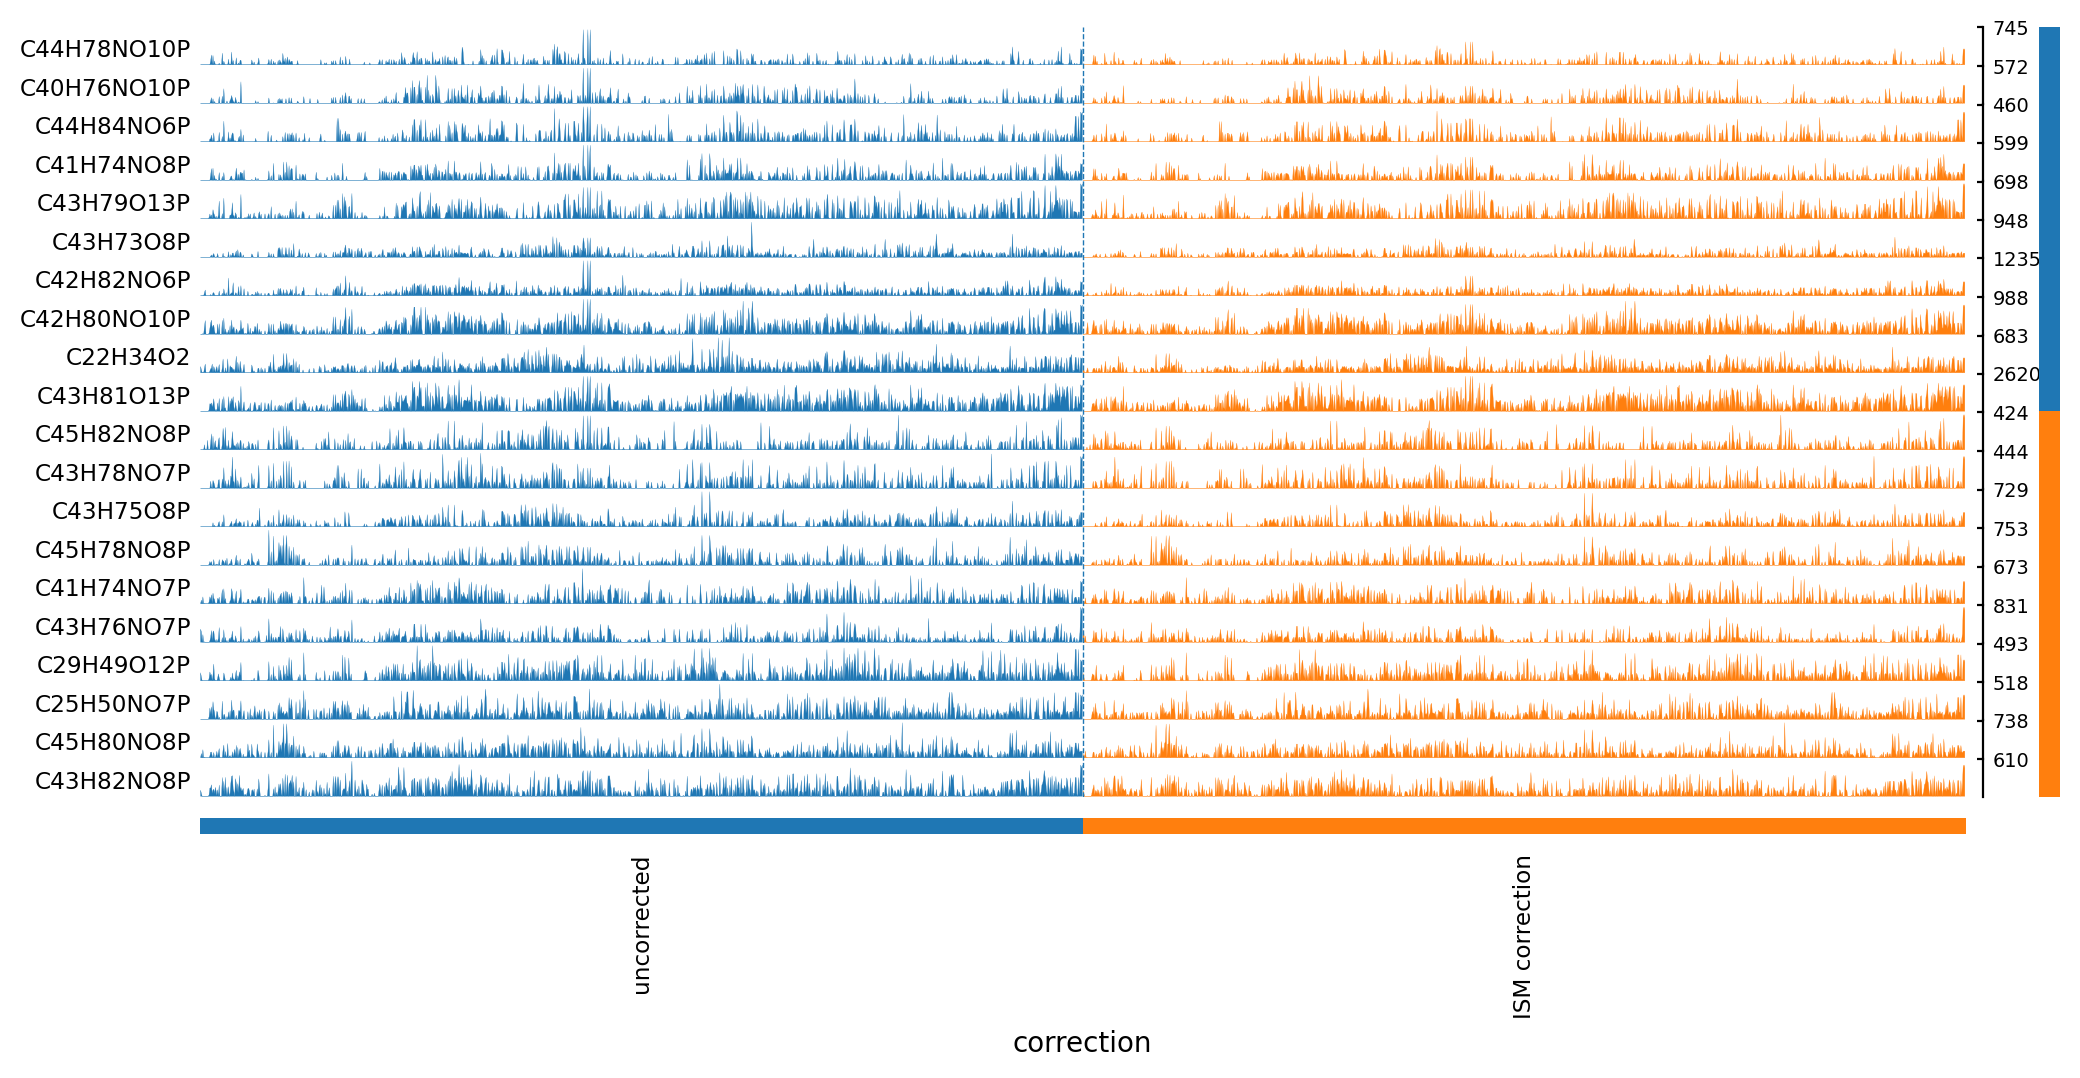 C44H78NO10P
745
C40H76NO10P
572
C44H84NO6P
460
C41H74NO8P
599
C43H79O13P
698
C43H73O8P
948
C42H82NO6P
1235
C42H80NO10P
988
C22H34O2
683
C43H81O13P
2620
C45H82NO8P
424
C43H78NO7P
444
C43H75O8P
729
C45H78NO8P
753
C41H74NO7P
673
C43H76NO7P
831
C29H49O12P
493
C25H50NO7P
518
C45H80NO8P
738
C43H82NO8P
610
uncorrected
ISM correction
correction